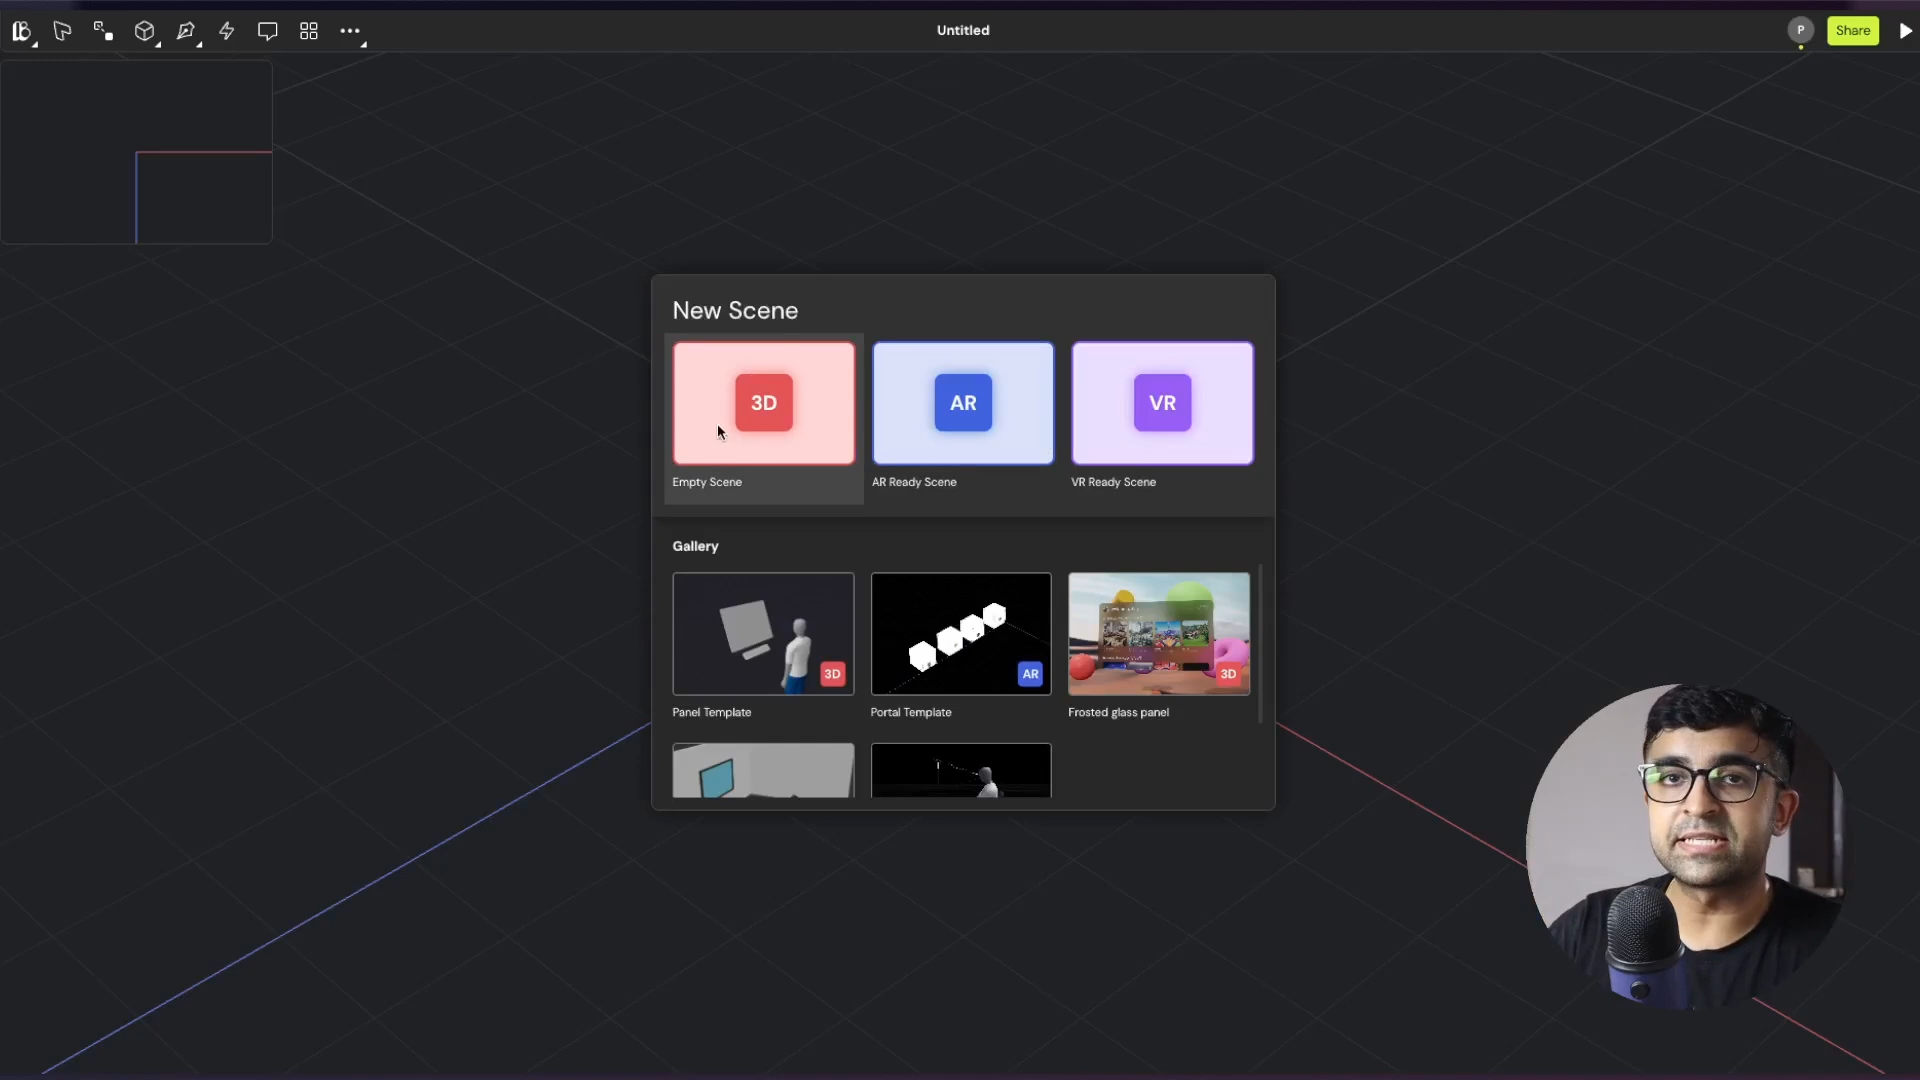 Untitled
P
Share
New Scene
3D
AR
VR
Empty Scene
AR Ready Scene
VR Ready Scene
Gallery
3D
AR
3D
Panel Template
Portal Template
Frosted glass panel